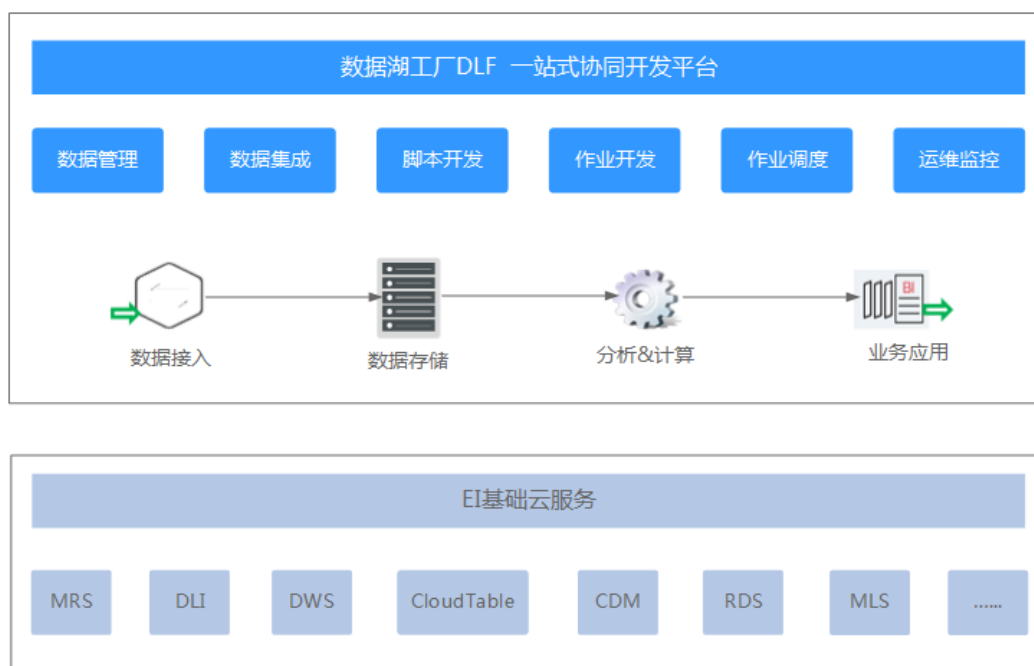 数据湖工厂DLF 一站式协同开发平台
数据管理
数据集成
脚本开发
作业开发
作业调度
运维监控
BI
数据接入
数据存储
分析&计算
业务应用
EI基础云服务
MRS
DLI
DWS
CloudTable
CDM
RDS
MLS
......